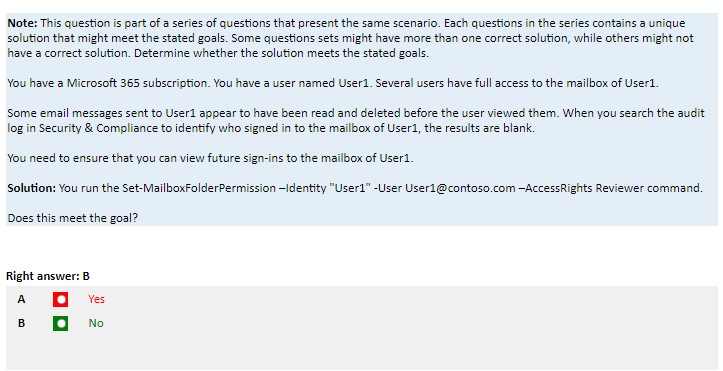 Note: This question is part of a series of questions that present the same scenario. Each questions in the series contains a unique
solution that might meet the stated goals. Some questions sets might have more than one correct solution, while others might not
have a correct solution. Determine whether the solution meets the stated goals.
You have a Microsoft 365 subscription. You have a user named User1. Several users have full access to the mailbox of User1.
Some email messages sent to User1 appear to have been read and deleted before the user viewed them. When you search the audit
log in Security & Compliance to identify who signed in to the mailbox of User1, the results are blank.
You need to ensure that you can view future sign-ins to the mailbox of User1.
Solution: You run the Set-MailboxFolderPermission –Identity "User1" -User User1@contoso.com –AccessRights Reviewer command.
Does this meet the goal?
Right answer: B
A Yes
B No